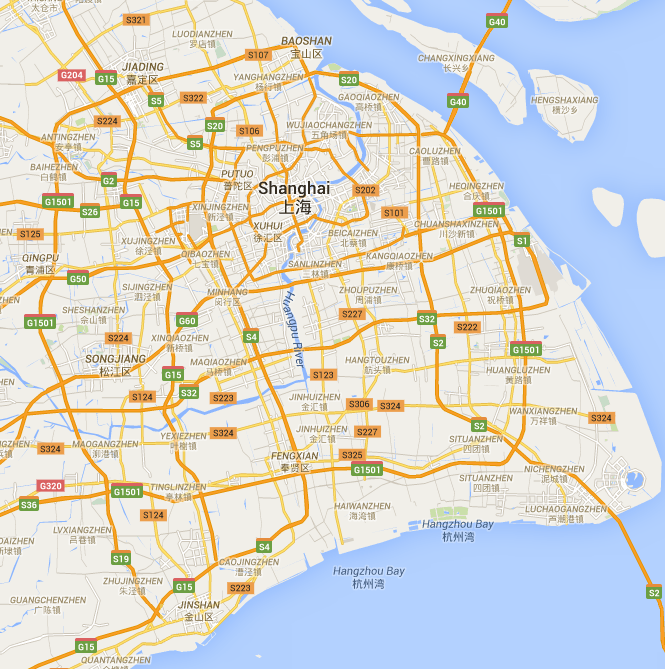 太仓市
罗泾镇
G40
S321
LUODIANZHEN
罗店镇
BAOSHAN
宝山区
S107
CHANGXINGXIANG
长兴乡
JIADING
嘉定区
G204
G15
YANGHANGZHEN
杨行镇
S20
S5
S322
GAOQIAOZHEN
高桥镇
G40
HENGSHAXIANG
横沙乡
S224
S20
S106
WUJIAOCHANGZHEN
五角场镇
ANTINGZHEN
安亭镇
S5
PENGPUZHEN
彭浦镇
CAOLUZHEN
曹路镇
BAIHEZHEN
白鹤镇
G2
PUTUO
普陀区
Shanghai
上海
S202
HEQINGZHEN
合庆镇
G1501
S26
G15
XINJINGZHEN
新泾镇
S101
G1501
S125
XUJINGZHEN
徐泾镇
XUHUI
徐汇区
BEICAIZHEN
北蔡镇
CHUANSHAXINZHEN
川沙新镇
S1
QINGPU
青浦区
QIBAOZHEN
七宝镇
SANLINZHEN
三林镇
KANGQIAOZHEN
康桥镇
G50
SIJINGZHEN
泗泾镇
MINHANG
闵行区
ZHOUPUZHEN
周浦镇
ZHUQIAOZHEN
祝桥镇
SHESHANZHEN
佘山镇
G1501
G60
Huangpu River
S227
S32
S222
S224
XINQIAOZHEN
新桥镇
S4
S2
G1501
SONGJIANG
松江区
MAQIAOZHEN
马桥镇
HANGTOUZHEN
航头镇
HUANGLUZHEN
黄路镇
G15
S123
S124
S32
S223
JINHUIZHEN
金汇镇
S306
S324
WANXIANGZHEN
万祥镇
S324
S324
YEXIEZHEN
叶榭镇
S324
JINHUIZHEN
金汇镇
S227
S2
SITUANZHEN
四团镇
MAOGANGZHEN
泖港镇
FENGXIAN
奉贤区
S325
G1501
NICHENGZHEN
泥城镇
G320
G1501
TINGLINZHEN
亭林镇
SITUANZHEN
四团镇
S36
S124
HAIWANZHEN
海湾镇
LUCHAOGANGZHEN
芦潮港镇
Hangzhou Bay
杭州湾
LVXIANGZHEN
吕巷镇
S4
S19
CAOJINGZHEN
漕泾镇
Hangzhou Bay
杭州湾
ZHUJINGZHEN
朱泾镇
G15
S223
S2
GUANGCHENZHEN
广陈镇
JINSHAN
金山区
G15
QUANTANGZHEN